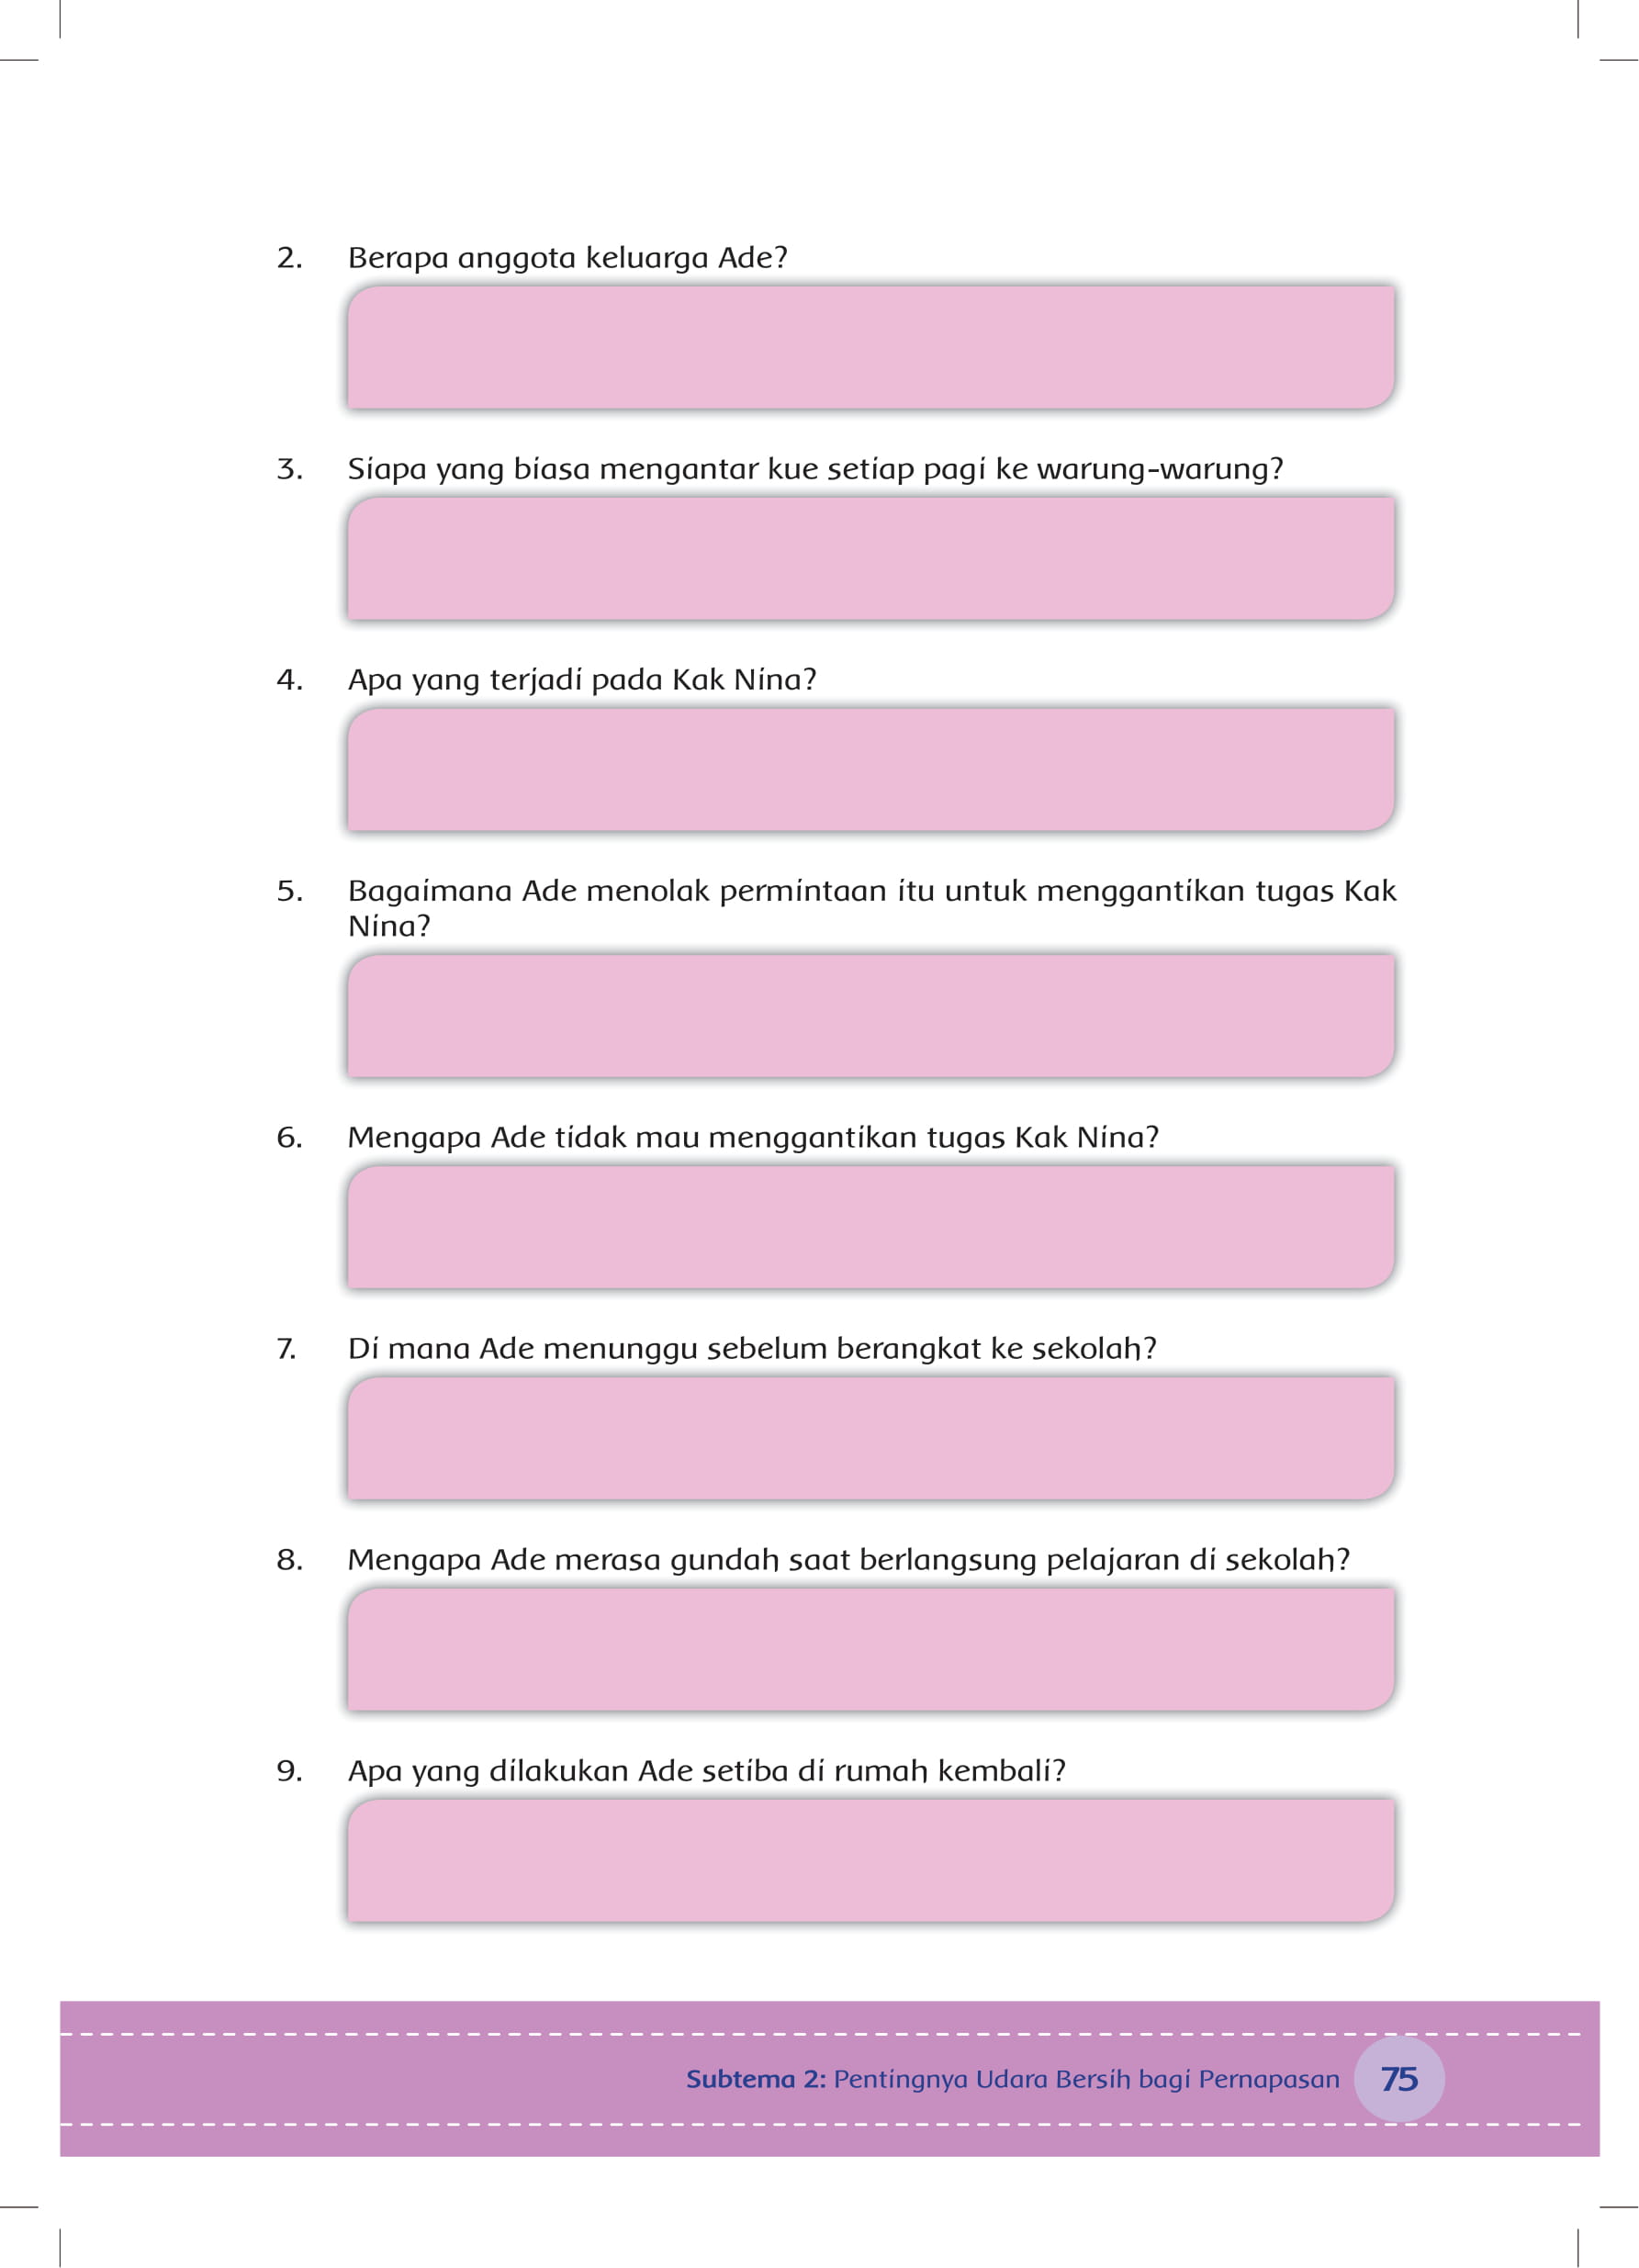 2. Berapa anggota keluarga Ade?
3. Siapa yang biasa mengantar kue setiap pagi ke warung-warung?
4. Apa yang terjadi pada Kak Nina?
5. Bagaimana Ade menolak permintaan itu untuk menggantikan tugas Kak
Nina?
6. Mengapa Ade tidak mau menggantikan tugas Kak Nina?
7. Di mana Ade menunggu sebelum berangkat ke sekolah?
8. Mengapa Ade merasa gundah saat berlangsung pelajaran di sekolah?
9. Apa yang dilakukan Ade setiba di rumah kembali?
Subtema 2: Pentingnya Udara Bersih bagi Pernapasan 75